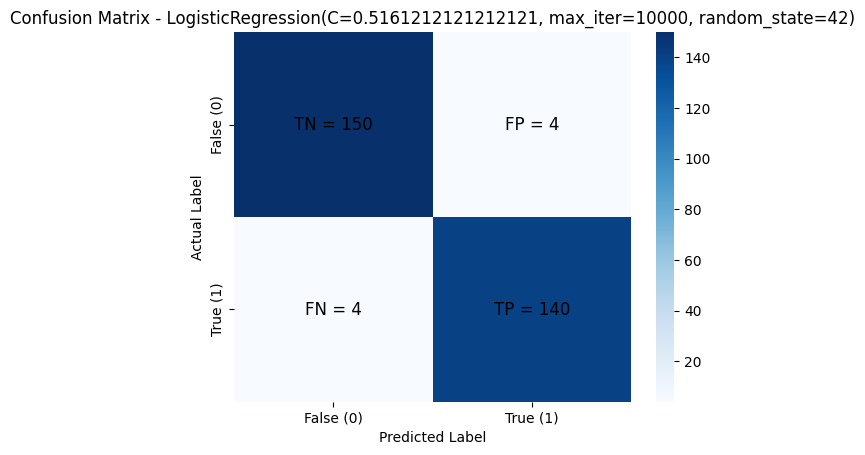 Confusion Matrix - LogisticRegression(C=0.5161212121212121, max_iter=10000, random_state=42)
Actual Label
False (0)
True (1)
TN = 150
FP = 4
FN = 4
TP = 140
False (0)
True (1)
Predicted Label
140
120
100
80
60
40
20